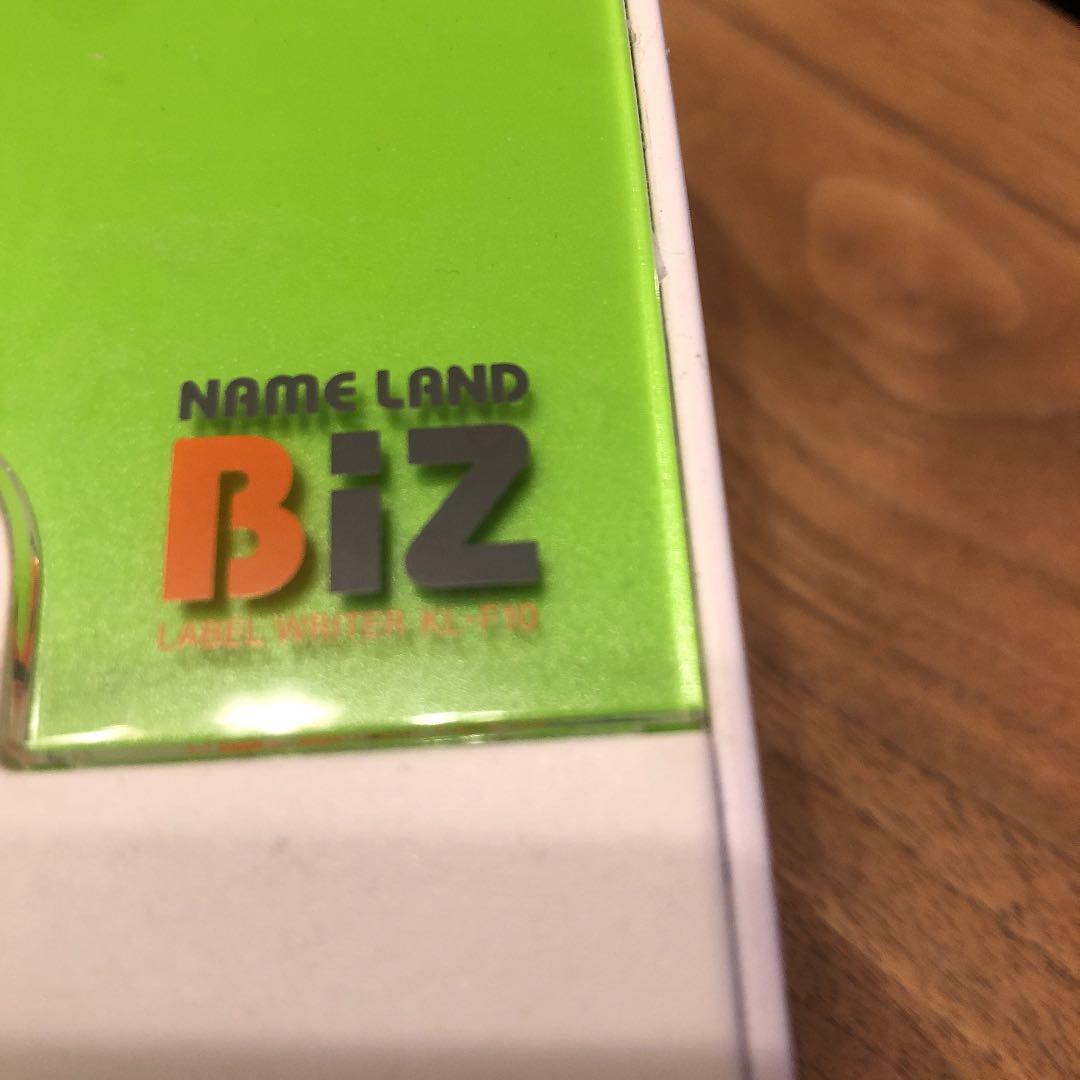 NAME LAND
BiZ
LABEL WRITER KL-F10